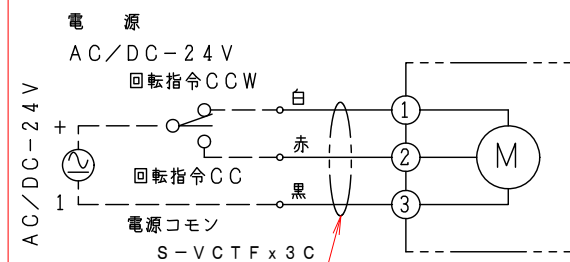 電　源
AC/DC-24V
回転指令CCW
白
AC/DC-24V
+
1
赤
回転指令CC
黒
電源コモン
S-VCTFx3C
1
2
3
M